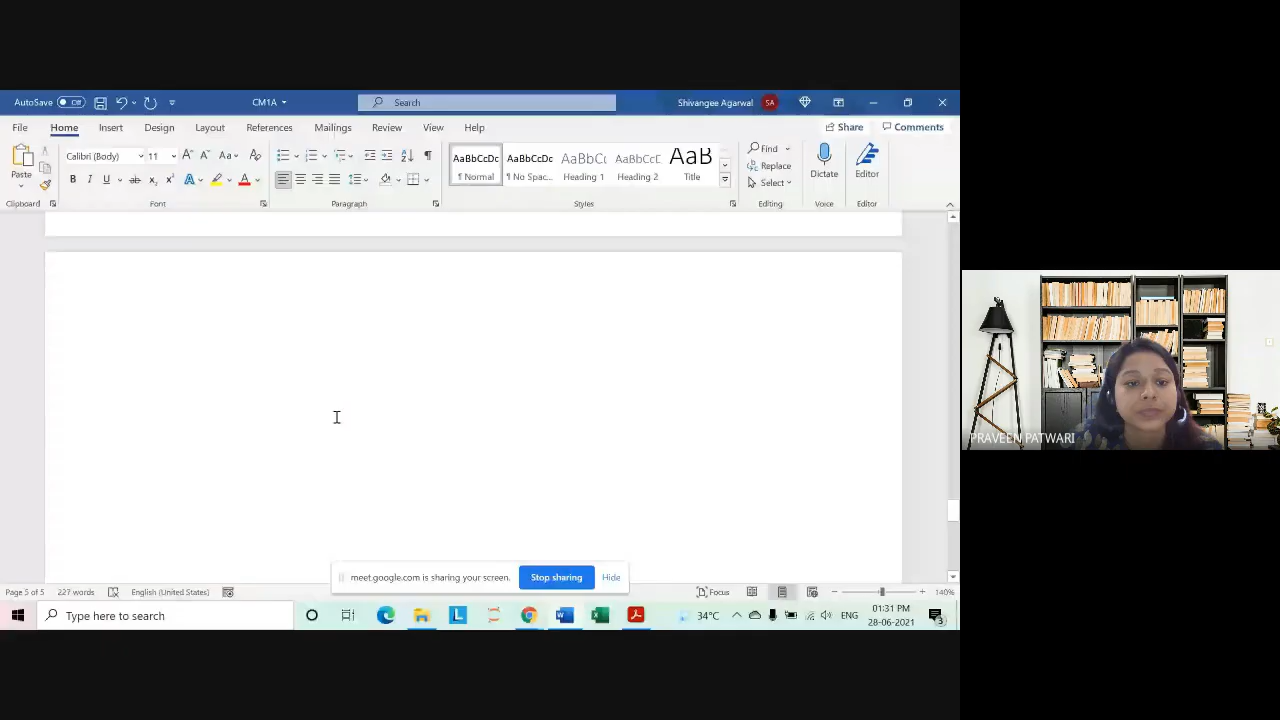 AutoSave Off CM1A Search Shivangee Agarwal SA
File Home Insert Design Layout References Mailings Review View Help Share Comments
Paste Calibri (Body) 11 Aa AaBbCcDc AaBbCcDc AaBbCc AaBbCcE AaB Find Dictate Editor
¶ Normal ¶ No Spac... Heading 1 Heading 2 Title Replace
Select
Clipboard Font Paragraph Styles Editing Voice Editor
PRAVEEN PATWARI
meet.google.com is sharing your screen. Stop sharing Hide
Page 5 of 5 227 words English (United States) Focus 140%
Type here to search 34°C ENG 01:31 PM
28-06-2021 3